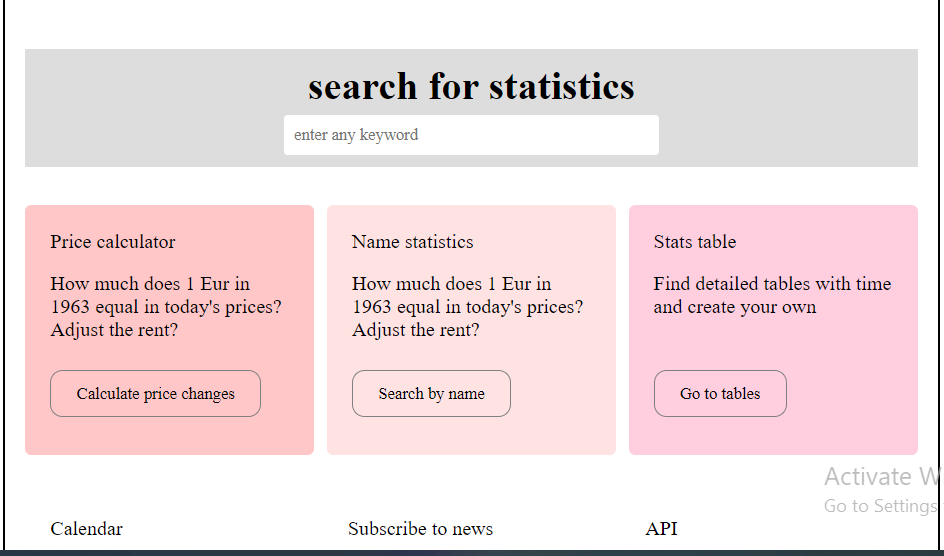 search for statistics
enter any keyword
Price calculator
How much does 1 Eur in
1963 equal in today's prices?
Adjust the rent?
Calculate price changes
Name statistics
How much does 1 Eur in
1963 equal in today's prices?
Adjust the rent?
Search by name
Stats table
Find detailed tables with time
and create your own
Go to tables
Activate W
Go to Settings
Calendar
Subscribe to news
API